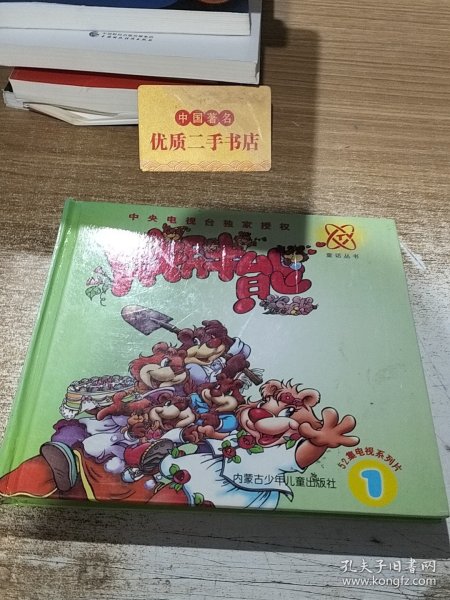 中国著名
优质二手书店
中央电视台独家授权
童话丛书
内蒙古少年儿童出版社
52集电视系列片
1
孔夫子旧书网
www.kongfz.com